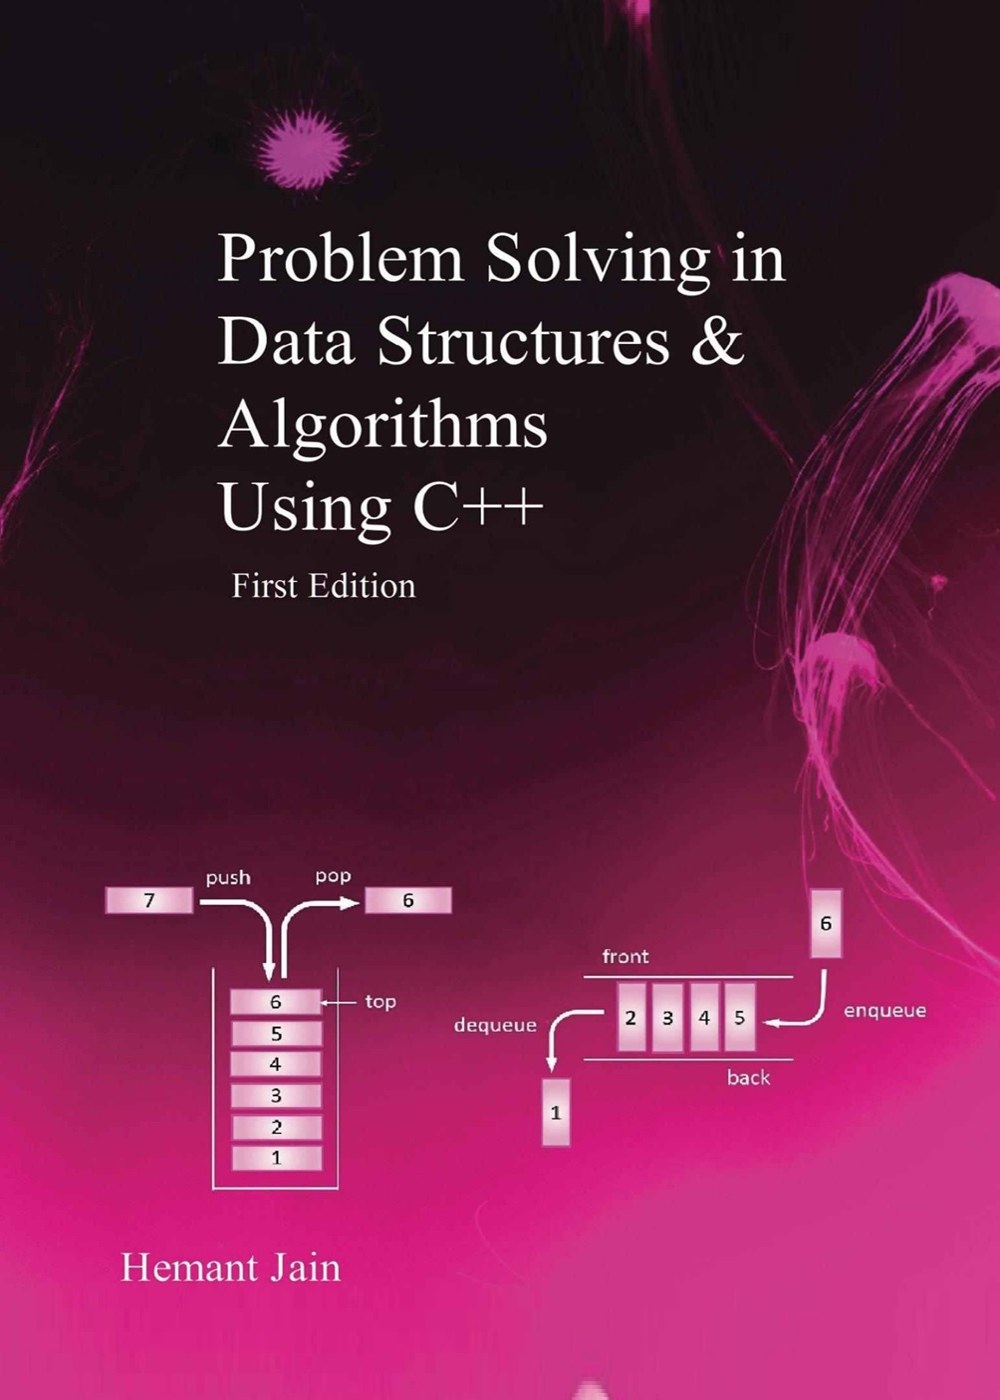 Problem Solving in
Data Structures &
Algorithms
Using C++
First Edition
push
pop
7
6
6
top
5
4
3
2
1
front
6
dequeue
2
3
4
5
enqueue
back
1
Hemant Jain